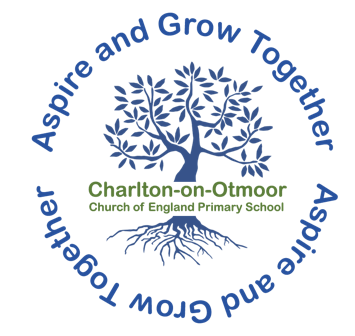 Aspire and Grow Together
Charlton-on-Otmoor
Church of England Primary School
Aspire and Grow Together